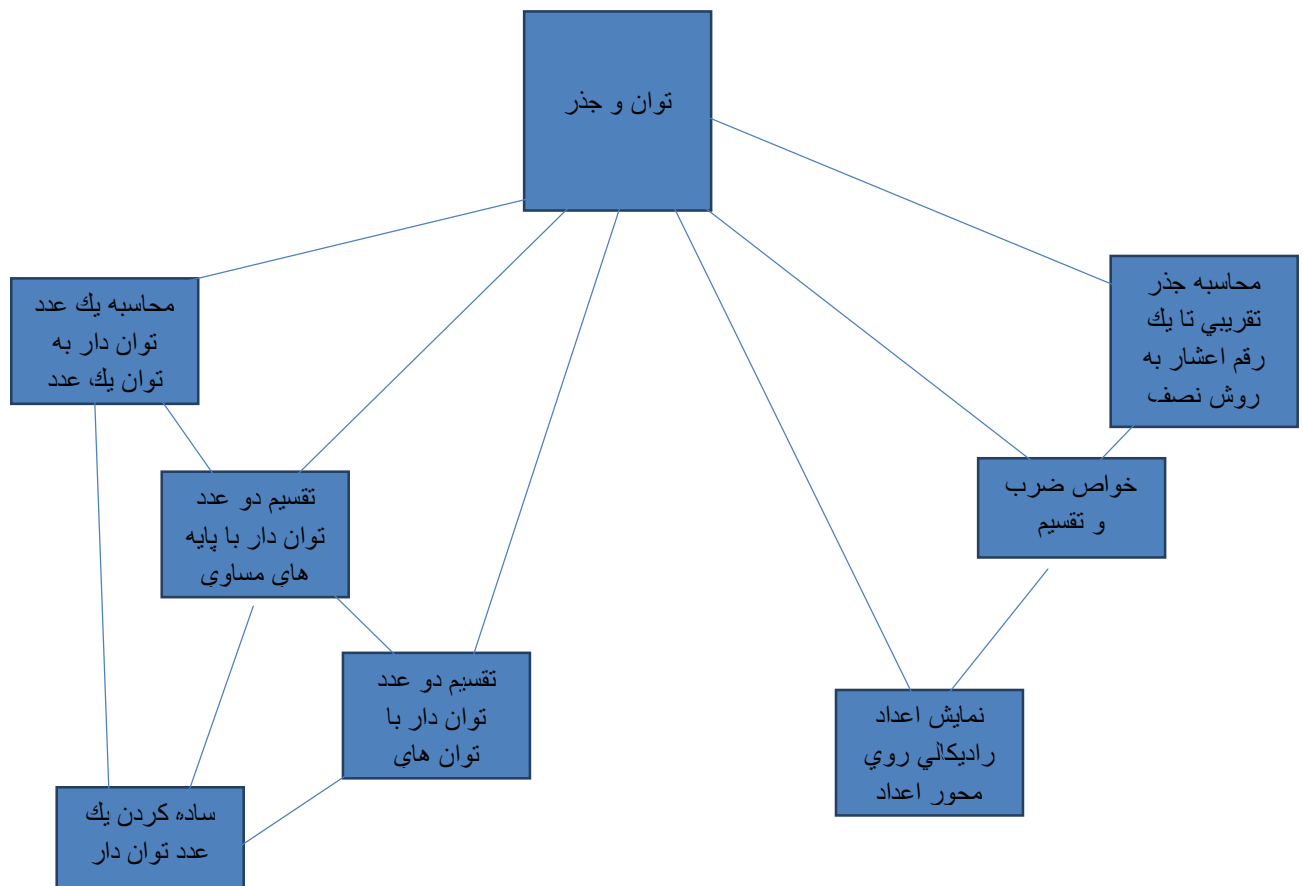 توان و جذر
محاسبه جذر
تقريبي تا يك
رقم اعشار به
روش نصف
محاسبه يك عدد
توان دار به
توان يك عدد
خواص ضرب
و تقسيم
تقسيم دو عدد
توان دار با پايه
هاي مساوي
تقسيم دو عدد
توان دار با
توان هاي
نمايش اعداد
راديكالي روي
محور اعداد
ساده كردن يك
عدد توان دار